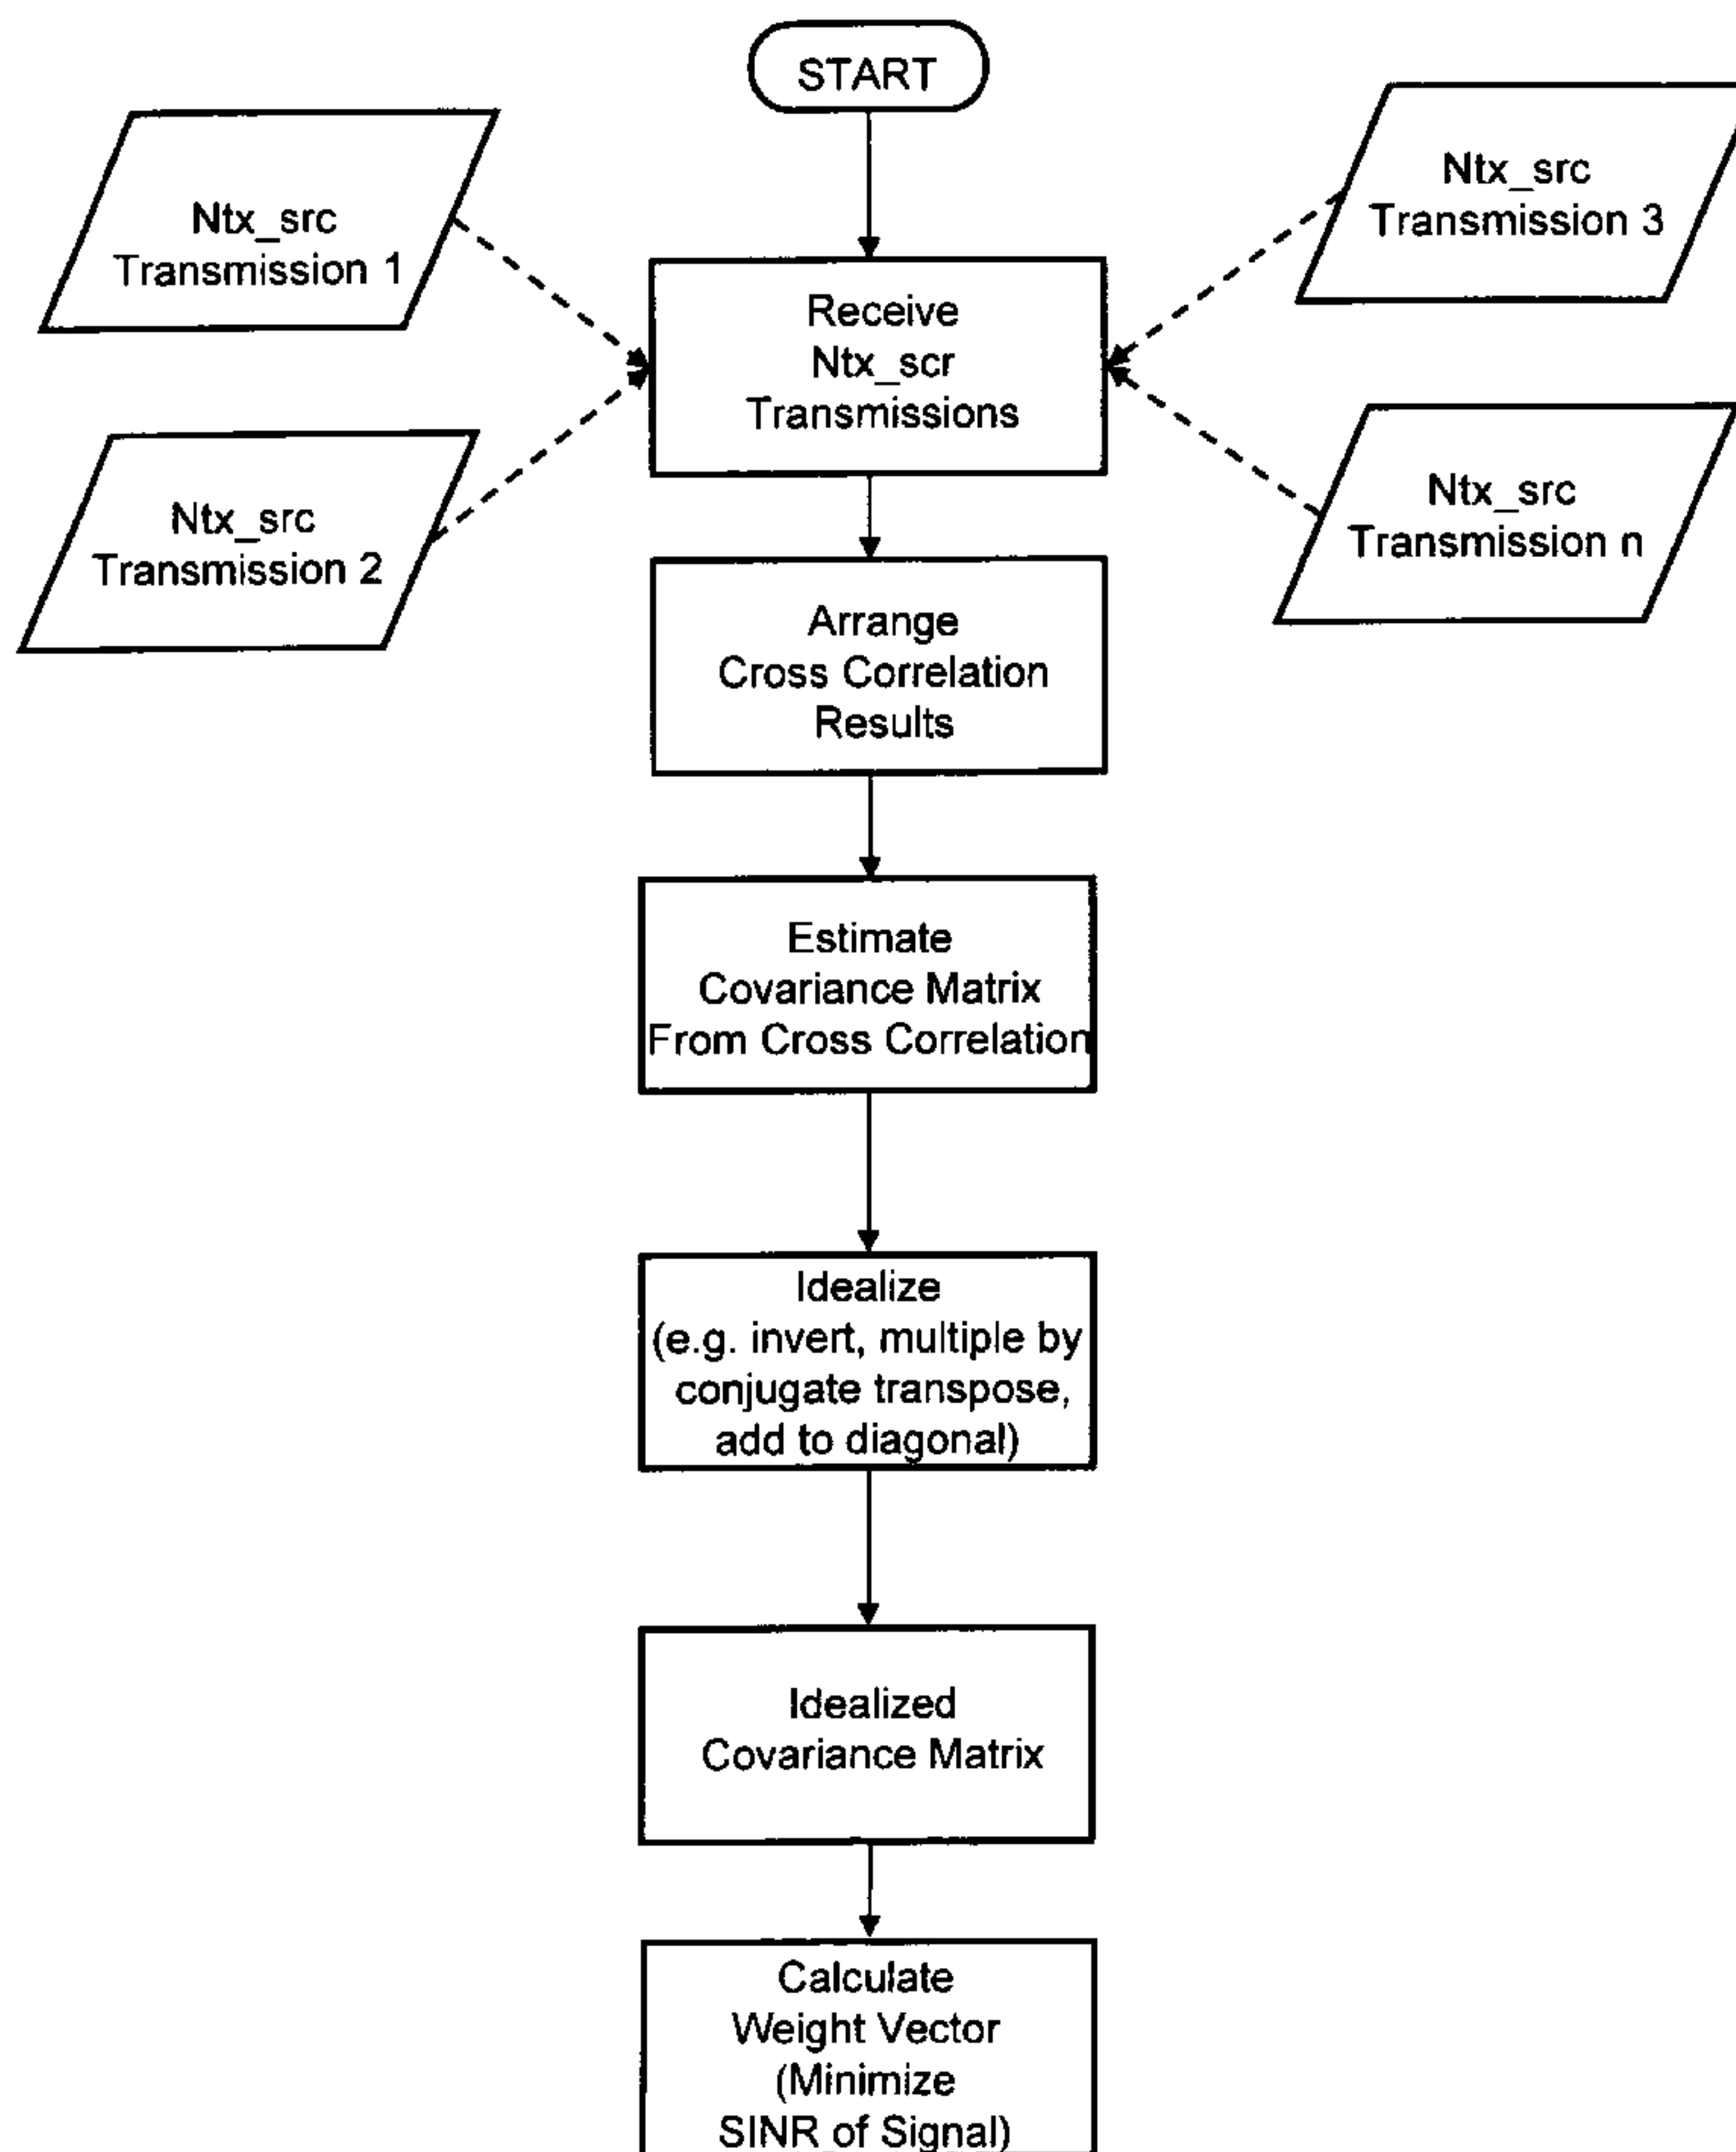 START
Ntx_src
Transmission 1
Ntx_src
Transmission 3
Receive
Ntx_scr
Transmissions
Ntx_src
Transmission 2
Ntx_src
Transmission n
Arrange
Cross Correlation
Results
Estimate
Covariance Matrix
From Cross Correlation
Idealize
(e.g. invert, multiple by
conjugate transpose,
add to diagonal)
Idealized
Covariance Matrix
Calculate
Weight Vector
(Minimize
SINR of Signal)